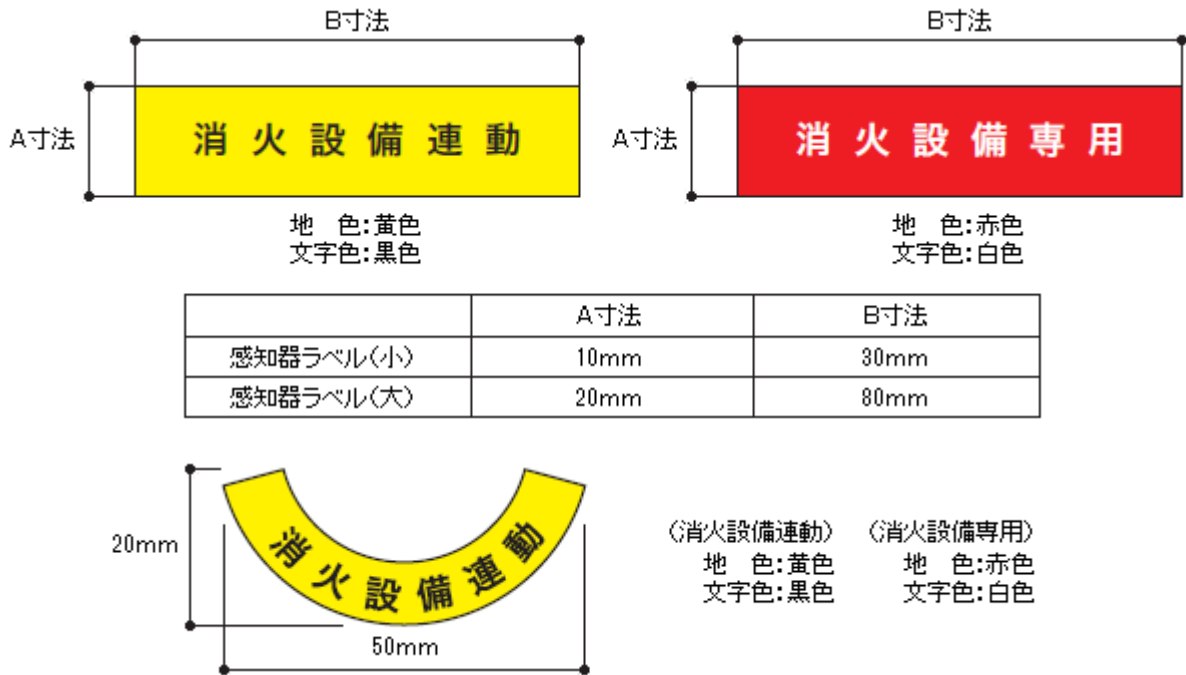 B寸法
B寸法
A寸法
消火設備連動
A寸法
消火設備専用
地　色:黄色
文字色:黒色
地　色:赤色
文字色:白色
A寸法 B寸法
感知器ラベル(小) 10mm 30mm
感知器ラベル(大) 20mm 80mm
20mm
消火設備連動
50mm
(消火設備連動) (消火設備専用)
地　色:黄色 地　色:赤色
文字色:黒色 文字色:白色